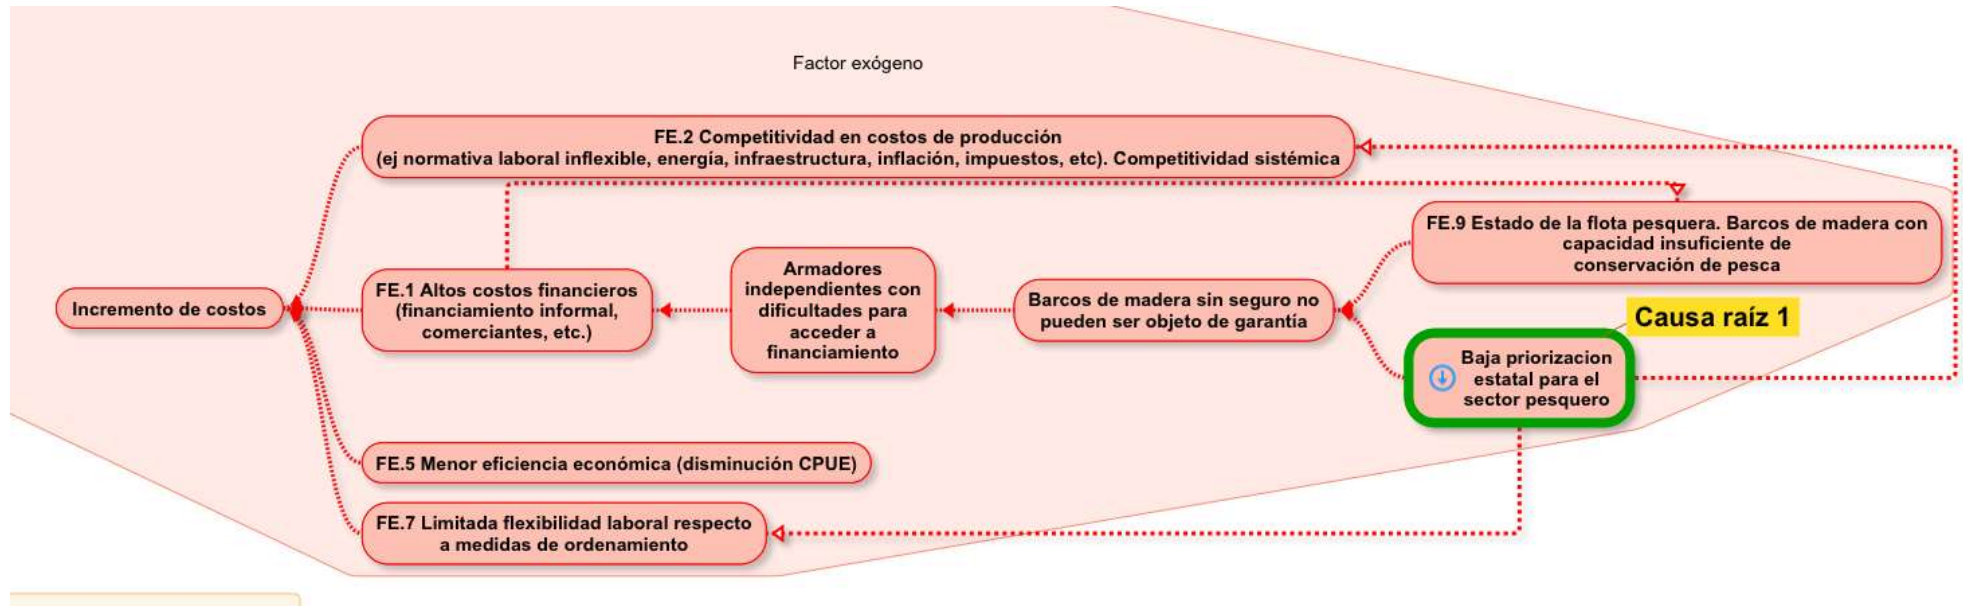 Factor exógeno
FE.2 Competitividad en costos de producción
(ej normativa laboral inflexible, energía, infraestructura, inflación, impuestos, etc). Competitividad sistémica
FE.9 Estado de la flota pesquera. Barcos de madera con
capacidad insuficiente de
conservación de pesca
Incremento de costos
FE.1 Altos costos financieros
(financiamiento informal,
comerciantes, etc.)
Armadores
independientes con
dificultades para
acceder a
financiamiento
Barcos de madera sin seguro no
pueden ser objeto de garantía
Causa raíz 1
Baja priorizacion
estatal para el
sector pesquero
FE.5 Menor eficiencia económica (disminución CPUE)
FE.7 Limitada flexibilidad laboral respecto
a medidas de ordenamiento